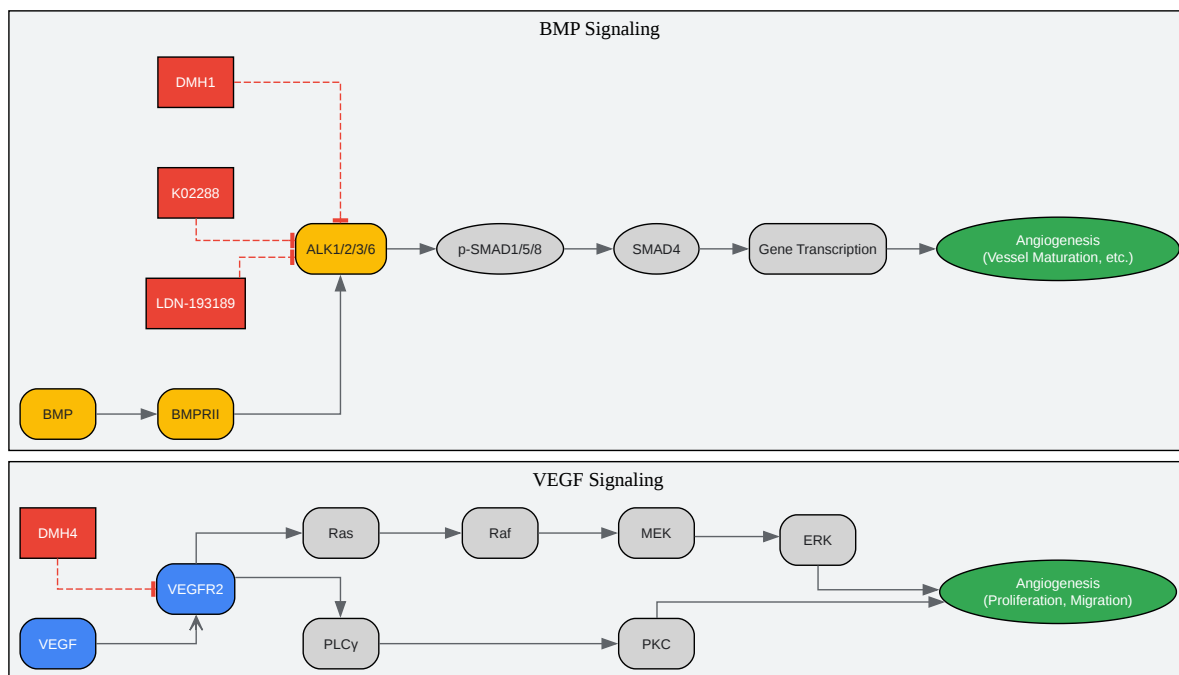 BMP Signaling
DMH1
K02288
ALK1/2/3/6
p-SMAD1/5/8
SMAD4
Gene Transcription
Angiogenesis
(Vessel Maturation, etc.)
LDN-193189
BMP
BMPRII
VEGF Signaling
DMH4
Ras
Raf
MEK
ERK
VEGFR2
Angiogenesis
(Proliferation, Migration)
VEGF
PLCγ
PKC